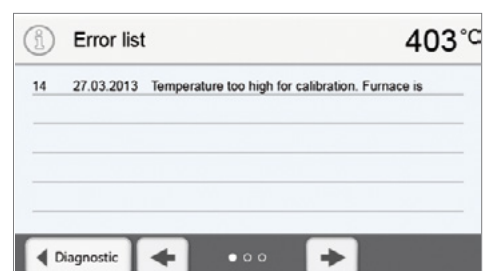 Error list 403 °C
14 27.03.2013 Temperature too high for calibration. Furnace is
Diagnostic